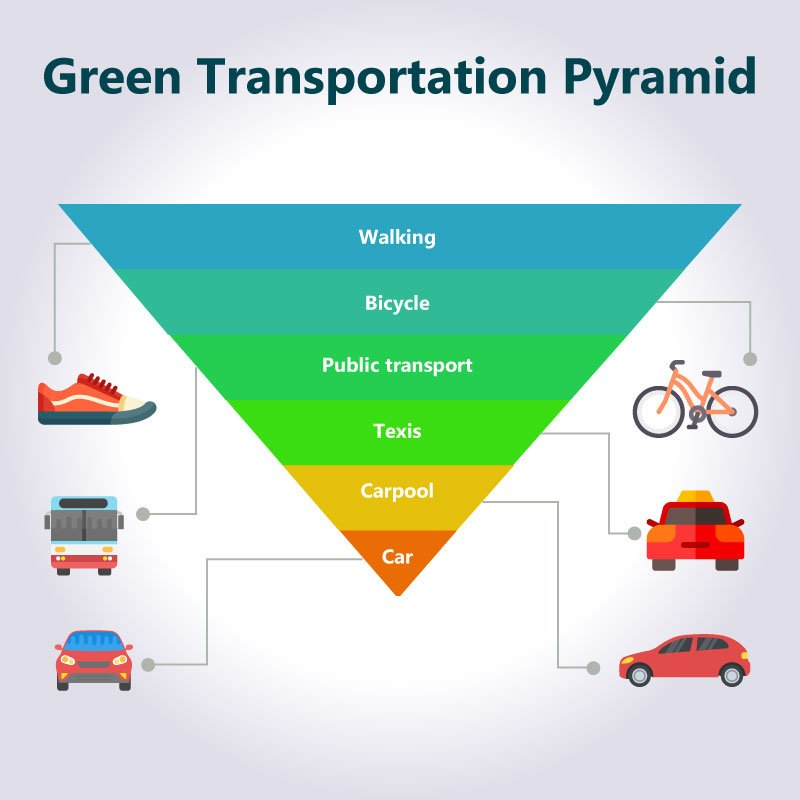 Green Transportation Pyramid
Walking
Bicycle
Public transport
Texis
Carpool
Car